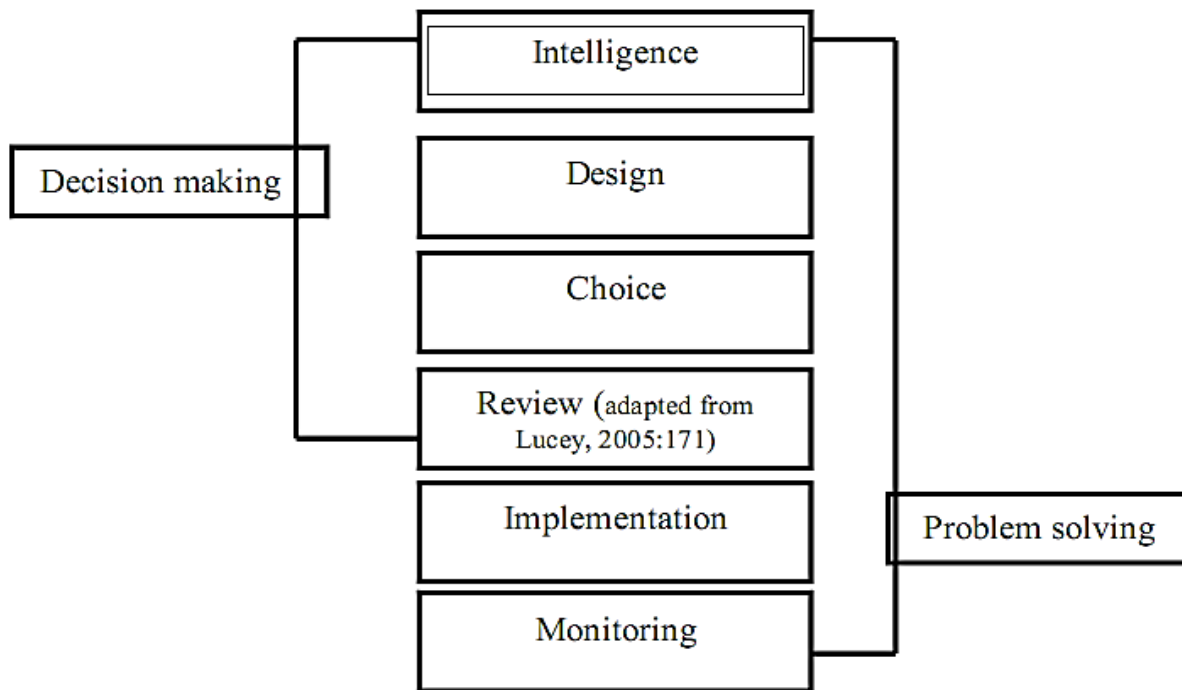 Intelligence
Decision making
Design
Choice
Review (adapted from
Lucey, 2005:171)
Implementation
Problem solving
Monitoring